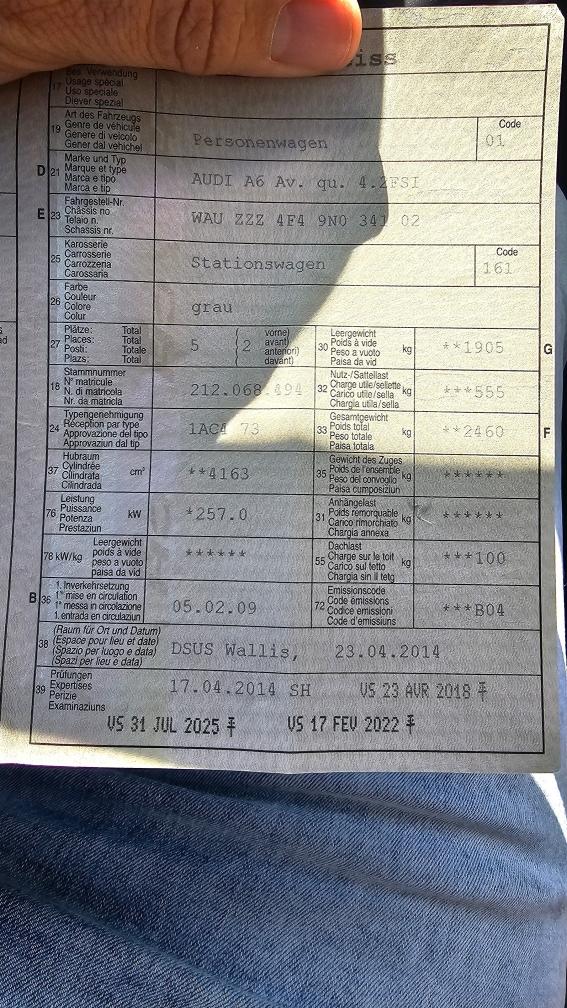 eiss
bes. Verwendung
17 Usage spécial
Uso speciale
Diever spezial
Art des Fahrzeugs
19 Genre de véhicule
Genere di veicolo
Gener dal vehichel
Personenwagen
Code
01
Marke und Typ
D 21 Marque et type
Marca e tipo
Marca e tip
AUDI A6 Av. qu. 4.2FSI
Fahrgestell-Nr.
E 23 Châssis no
Telaio n.
Schassis nr.
WAU ZZZ 4F4 9N0 341 02
Karosserie
25 Carrosserie
Carrozzeria
Carossaria
Stationswagen
Code
161
Farbe
26 Couleur
Colore
Colur
grau
Plätze: Total
27 Places: Total
Posti: Totale
Plazs: Total
5 (2 vorne)
avant)
anteriori)
davant)
Leergewicht
30 Poids à vide kg
Peso a vuoto
Paisa da vid
**1905 G
Stammnummer
18 N° matricule
N. di matricola
Nr. da matricla
212.068.494
Nutz-/Sattellast
32 Charge utile/sellette kg
Carico utile/sella
Chargia utila/sella
***555
Typengenehmigung
24 Réception par type
Approvazione del tipo
Approvaziun dal tip
1AC4 73
Gesamtgewicht
33 Poids total kg
Peso totale
Paisa totala
**2460 F
Hubraum
37 Cylindrée cm³
Cilindrata
Cilindrada
**4163
Gewicht des Zuges
35 Poids de l'ensemble kg
Peso del convoglio
Paisa cumposiziun
******
Leistung
76 Puissance kW
Potenza
Prestaziun
*257.0
Anhängelast
31 Poids remorquable kg
Carico rimorchiato
Chargia annexa
******
Leergewicht
78 kW/kg poids à vide
peso a vuoto
paisa da vid
******
Dachlast
55 Charge sur le toit kg
Carico sul tetto
Chargia sin il tetg
***100
1. Inverkehrsetzung
B 36 1re mise en circulation
1a messa in circolazione
1. entrada en circulaziun
05.02.09
Emissionscode
72 Code émissions
Codice emissioni
Code d'emissiuns
***B04
(Raum für Ort und Datum)
38 (Espace pour lieu et date)
(Spazio per luogo e data)
(Spazi per lieu e data)
DSUS Wallis, 23.04.2014
Prüfungen
39 Expertises
Perizie
Examinaziuns
17.04.2014 SH VS 23 AVR 2018
VS 31 JUL 2025 VS 17 FEV 2022